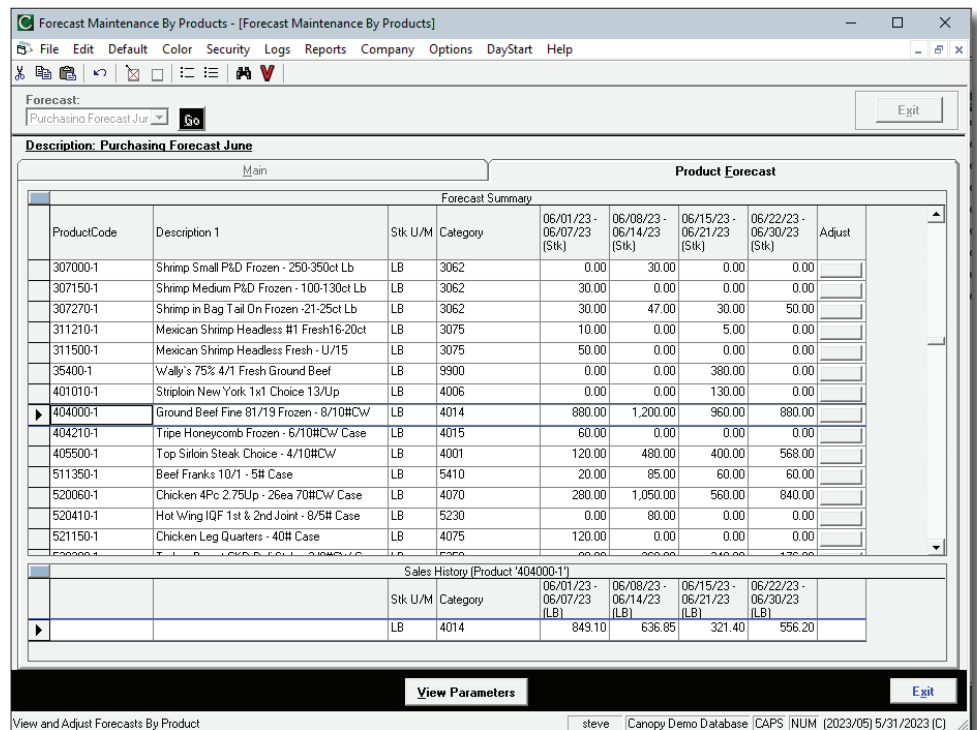 Forecast Maintenance By Products - [Forecast Maintenance By Products]
File Edit Default Color Security Logs Reports Company Options DayStart Help
Forecast:
Purchasing Forecast Jur Go Exit
Description: Purchasing Forecast June
Main Product Forecast
Forecast Summary
ProductCode Description 1 Stk U/M Category 06/01/23 - 06/07/23 (Stk) 06/08/23 - 06/14/23 (Stk) 06/15/23 - 06/21/23 (Stk) 06/22/23 - 06/30/23 (Stk) Adjust
307000-1 Shrimp Small P&D Frozen - 250-350ct Lb LB 3062 0.00 30.00 0.00 0.00
307150-1 Shrimp Medium P&D Frozen - 100-130ct Lb LB 3062 30.00 0.00 0.00 0.00
307270-1 Shrimp in Bag Tail On Frozen -21-25ct Lb LB 3062 30.00 47.00 30.00 50.00
311210-1 Mexican Shrimp Headless #1 Fresh16-20ct LB 3075 10.00 0.00 5.00 0.00
311500-1 Mexican Shrimp Headless Fresh - U/15 LB 3075 50.00 0.00 0.00 0.00
35400-1 Wally`s 75% 4/1 Fresh Ground Beef LB 9900 0.00 0.00 380.00 0.00
401010-1 Striploin New York 1x1 Choice 13/Up LB 4006 0.00 0.00 130.00 0.00
404000-1 Ground Beef Fine 81/19 Frozen - 8/10#CW LB 4014 880.00 1,200.00 960.00 880.00
404210-1 Tripe Honeycomb Frozen - 6/10#CW Case LB 4015 60.00 0.00 0.00 0.00
405500-1 Top Sirloin Steak Choice - 4/10#CW LB 4001 120.00 480.00 400.00 568.00
511350-1 Beef Franks 10/1 - 5# Case LB 5410 20.00 85.00 60.00 60.00
520060-1 Chicken 4Pc 2.75Up - 26ea 70#CW Case LB 4070 280.00 1,050.00 560.00 840.00
520410-1 Hot Wing IQF 1st & 2nd Joint - 8/5# Case LB 5230 0.00 80.00 0.00 0.00
521150-1 Chicken Leg Quarters - 40# Case LB 4075 120.00 0.00 0.00 0.00
Sales History (Product '404000-1')
Stk U/M Category 06/01/23 - 06/07/23 (LB) 06/08/23 - 06/14/23 (LB) 06/15/23 - 06/21/23 (LB) 06/22/23 - 06/30/23 (LB)
LB 4014 849.10 636.85 321.40 556.20
View Parameters Exit
View and Adjust Forecasts By Product steve Canopy Demo Database CAPS NUM (2023/05) 5/31/2023 (C)